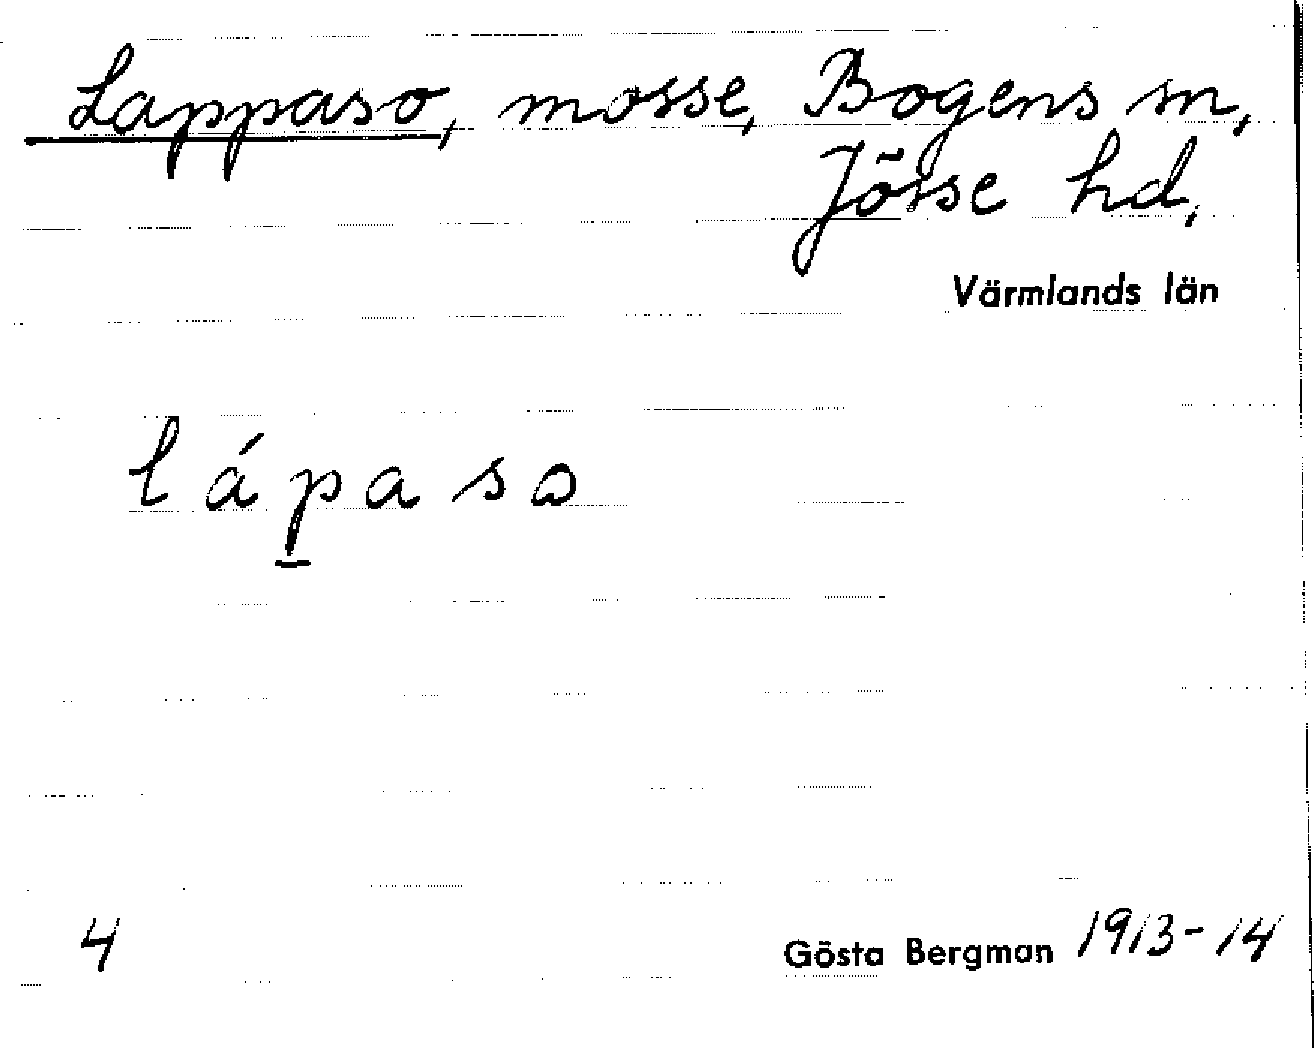 Lappaso, mosse, Bogens sn,
Jösse hd,
Värmlands län
lápaso
4
Gösta Bergman 1913-14